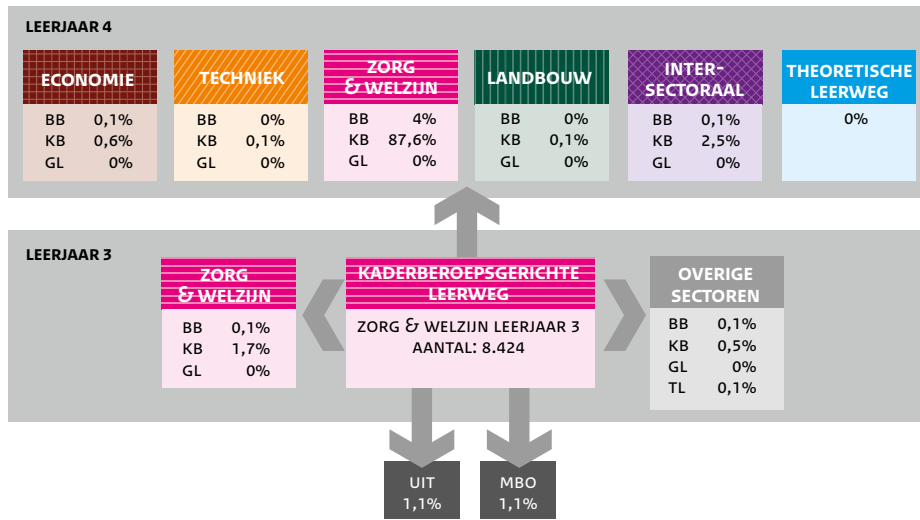 LEERJAAR 4
ECONOMIE
BB 0,1%
KB 0,6%
GL 0%
TECHNIEK
BB 0%
KB 0,1%
GL 0%
ZORG
& WELZIJN
BB 4%
KB 87,6%
GL 0%
LANDBOUW
BB 0%
KB 0,1%
GL 0%
INTER-
SECTORAAL
BB 0,1%
KB 2,5%
GL 0%
THEORETISCHE
LEERWEG
0%
LEERJAAR 3
ZORG
& WELZIJN
BB 0,1%
KB 1,7%
GL 0%
KADERBEROEPSGERICHTE
LEERWEG
ZORG & WELZIJN LEERJAAR 3
AANTAL: 8.424
OVERIGE
SECTOREN
BB 0,1%
KB 0,5%
GL 0%
TL 0,1%
UIT
1,1%
MBO
1,1%